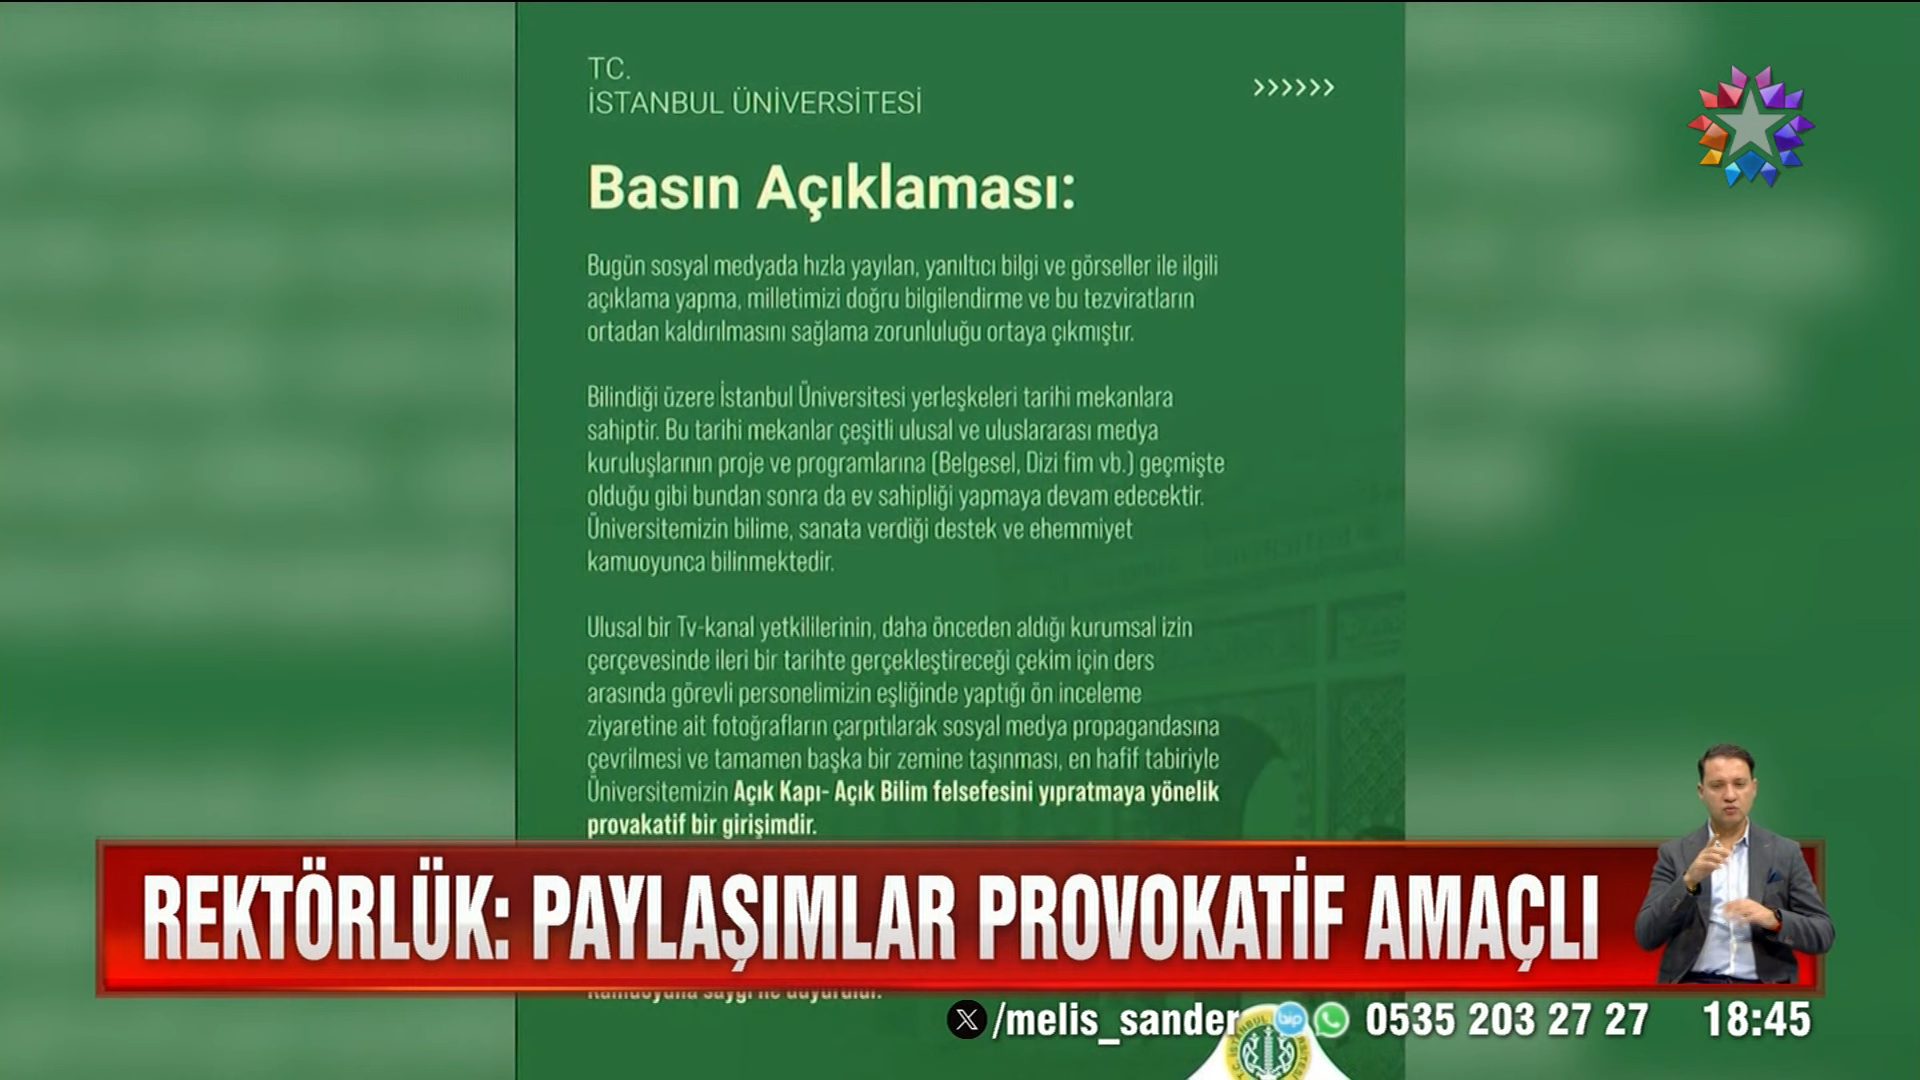 TC.
İSTANBUL ÜNİVERSİTESİ
›››››› 
Basın Açıklaması:
Bugün sosyal medyada hızla yayılan, yanıltıcı bilgi ve görseller ile ilgili
açıklama yapma, milletimizi doğru bilgilendirme ve bu tezviratların
ortadan kaldırılmasını sağlama zorunluluğu ortaya çıkmıştır.
Bilindiği üzere İstanbul Üniversitesi yerleşkeleri tarihi mekanlara
sahiptir. Bu tarihi mekanlar çeşitli ulusal ve uluslararası medya
kuruluşlarının proje ve programlarına (Belgesel, Dizi fim vb.) geçmişte
olduğu gibi bundan sonra da ev sahipliği yapmaya devam edecektir.
Üniversitemizin bilime, sanata verdiği destek ve ehemmiyet
kamuoyunca bilinmektedir.
Ulusal bir Tv-kanal yetkililerinin, daha önceden aldığı kurumsal izin
çerçevesinde ileri bir tarihte gerçekleştireceği çekim için ders
arasında görevli personelimizin eşliğinde yaptığı ön inceleme
ziyaretine ait fotoğrafların çarpıtılarak sosyal medya propagandasına
çevrilmesi ve tamamen başka bir zemine taşınması, en hafif tabiriyle
Üniversitemizin Açık Kapı- Açık Bilim felsefesini yıpratmaya yönelik
provakatif bir girişimdir.
REKTÖRLÜK: PAYLAŞIMLAR PROVOKATİF AMAÇLI
Kamuoyuna saygı ile duyurulur.
/melis_sander bip 0535 203 27 27 18:45